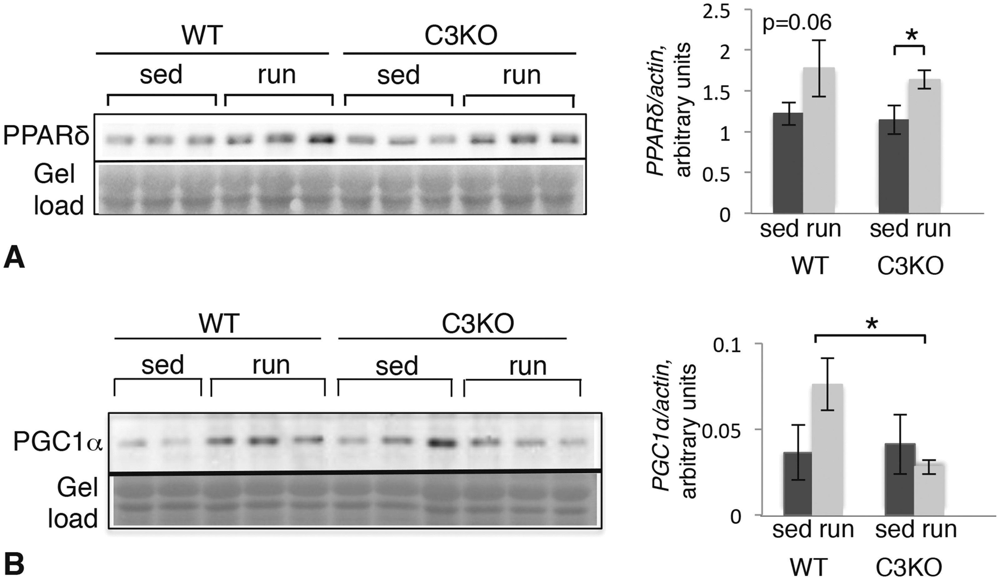 WT C3KO
sed run sed run
PPARδ
Gel
load
A
2.5
2
1.5
1
0.5
0
PPARδ/actin,
arbitrary units
p=0.06
*
sed run sed run
WT C3KO
WT C3KO
sed run sed run
PGC1α
Gel
load
B
0.1
0.05
0
PGC1α/actin,
arbitrary units
*
sed run sed run
WT C3KO